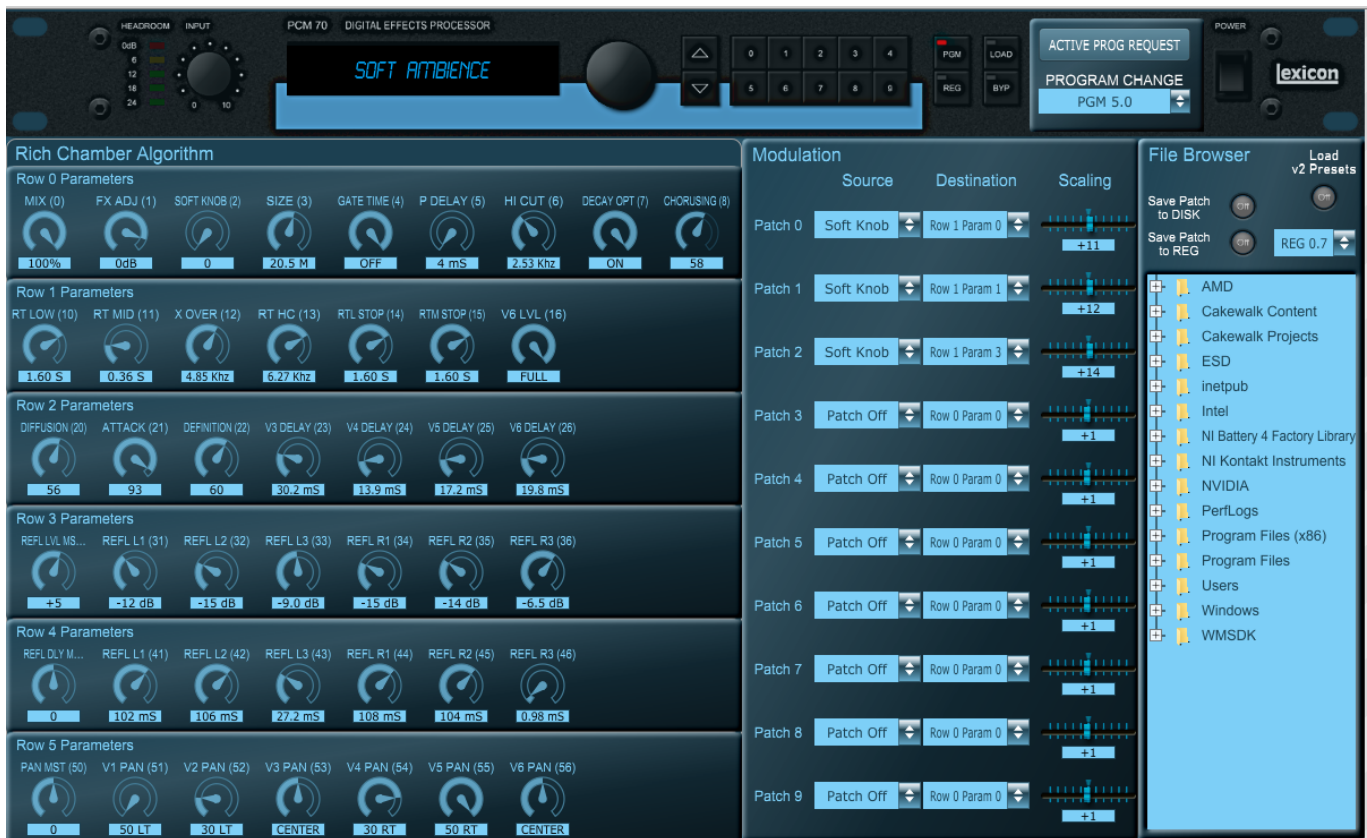 HEADROOM INPUT PCM 70 DIGITAL EFFECTS PROCESSOR POWER
0dB
6
12
18
24
0 10
SOFT AMBIENCE
0 1 2 3 4
5 6 7 8 9
PGM LOAD
REG BYP
ACTIVE PROG REQUEST
PROGRAM CHANGE
PGM 5.0
lexicon
Rich Chamber Algorithm
Row 0 Parameters
MIX (0) FX ADJ (1) SOFT KNOB (2) SIZE (3) GATE TIME (4) P DELAY (5) HI CUT (6) DECAY OPT (7) CHORUSING (8)
100% 0dB 0 20.5 M OFF 4 mS 2.53 Khz ON 58
Row 1 Parameters
RT LOW (10) RT MID (11) X OVER (12) RT HC (13) RTL STOP (14) RTM STOP (15) V6 LVL (16)
1.60 S 0.36 S 4.85 Khz 6.27 Khz 1.60 S 1.60 S FULL
Row 2 Parameters
DIFFUSION (20) ATTACK (21) DEFINITION (22) V3 DELAY (23) V4 DELAY (24) V5 DELAY (25) V6 DELAY (26)
56 93 60 30.2 mS 13.9 mS 17.2 mS 19.8 mS
Row 3 Parameters
REFL LVL MS... REFL L1 (31) REFL L2 (32) REFL L3 (33) REFL R1 (34) REFL R2 (35) REFL R3 (36)
+5 -12 dB -15 dB -9.0 dB -15 dB -14 dB -6.5 dB
Row 4 Parameters
REFL DLY M... REFL L1 (41) REFL L2 (42) REFL L3 (43) REFL R1 (44) REFL R2 (45) REFL R3 (46)
0 102 mS 106 mS 27.2 mS 108 mS 104 mS 0.98 mS
Row 5 Parameters
PAN MST (50) V1 PAN (51) V2 PAN (52) V3 PAN (53) V4 PAN (54) V5 PAN (55) V6 PAN (56)
0 50 LT 30 LT CENTER 30 RT 50 RT CENTER
Modulation
Source Destination Scaling
Patch 0 Soft Knob Row 1 Param 0
+11
Patch 1 Soft Knob Row 1 Param 1
+12
Patch 2 Soft Knob Row 1 Param 3
+14
Patch 3 Patch Off Row 0 Param 0
+1
Patch 4 Patch Off Row 0 Param 0
+1
Patch 5 Patch Off Row 0 Param 0
+1
Patch 6 Patch Off Row 0 Param 0
+1
Patch 7 Patch Off Row 0 Param 0
+1
Patch 8 Patch Off Row 0 Param 0
+1
Patch 9 Patch Off Row 0 Param 0
+1
File Browser
Load
v2 Presets
Off
Save Patch
to DISK
Off
Save Patch
to REG
Off
REG 0.7
AMD
Cakewalk Content
Cakewalk Projects
ESD
inetpub
Intel
NI Battery 4 Factory Library
NI Kontakt Instruments
NVIDIA
PerfLogs
Program Files (x86)
Program Files
Users
Windows
WMSDK